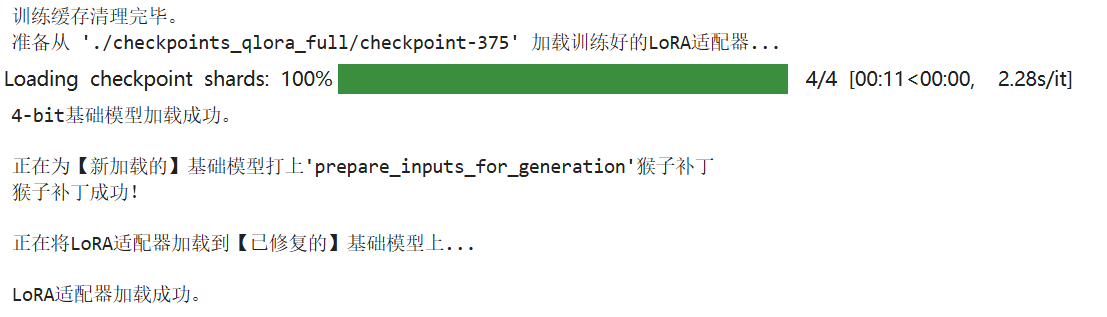 训练缓存清理完毕。
准备从 './checkpoints_qlora_full/checkpoint-375' 加载训练好的LoRA适配器...
Loading checkpoint shards: 100% 4/4 [00:11<00:00, 2.28s/it]
4-bit基础模型加载成功。
正在为【新加载的】基础模型打上'prepare_inputs_for_generation'猴子补丁
猴子补丁成功!
正在将LoRA适配器加载到【已修复的】基础模型上...
LoRA适配器加载成功。